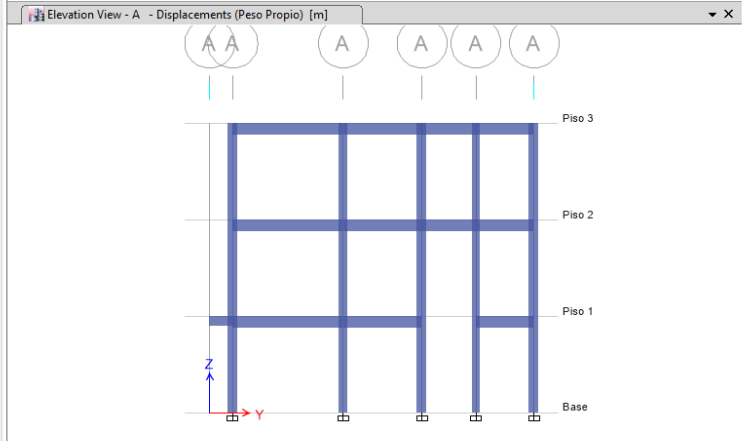 Elevation View - A - Displacements (Peso Propio) [m]
A A A A A A
Piso 3
Piso 2
Piso 1
Z
Base
Y